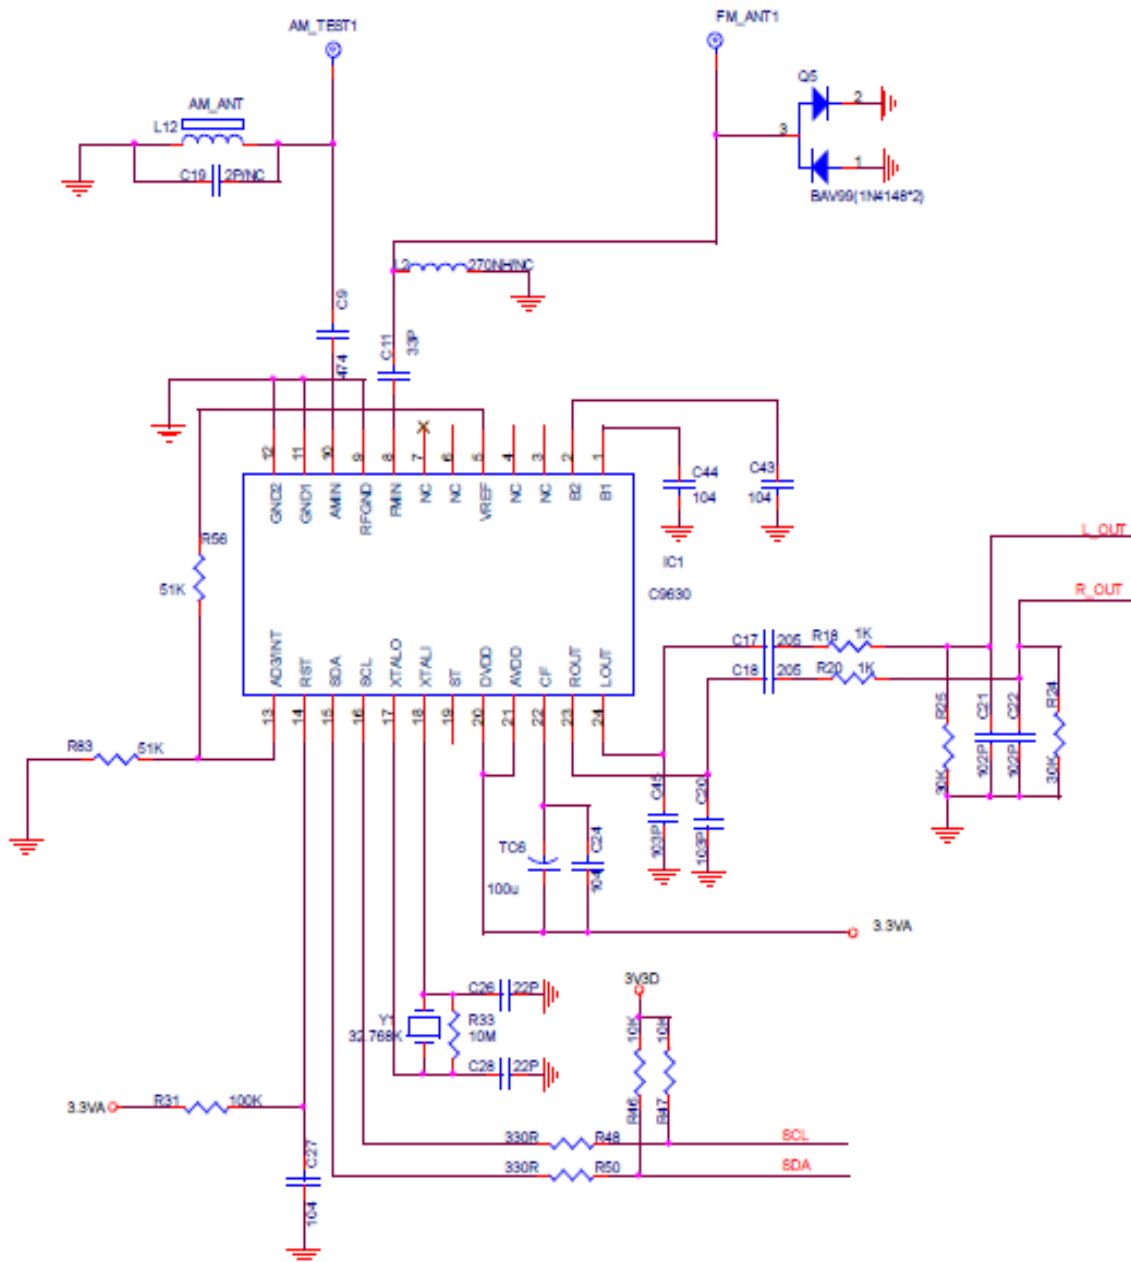 AM_TEST1
FM_ANT1
Q5
2
3
1
BAV99(1N4148*2)
AM_ANT
L12
C19 2P/NC
L2 270NH/NC
C9
474
C11
33P
12 11 10 9 8 7 6 5 4 3 2 1
GND2 GND1 AMIN RFGND FMIN NC NC VREF NC NC B2 B1
C44
104
C43
104
R56
51K
IC1
C9630
L_OUT
R_OUT
AD3/INT RST SDA SCL XTALO XTALI ST DVDD AVDD CF ROUT LOUT
13 14 15 16 17 18 19 20 21 22 23 24
C17 205 R18 1K
C18 205 R20 1K
R25
30K
C21
102P
C22
102P
R24
30K
R83 51K
C45
103P
C20
103P
TC6
100u
C24
104
3.3VA
C26 22P
Y1
32.768K
R33
10M
C28 22P
3V3D
10K
R46
10K
R47
3.3VA R31 100K
C27
104
330R R48 SCL
330R R50 SDA